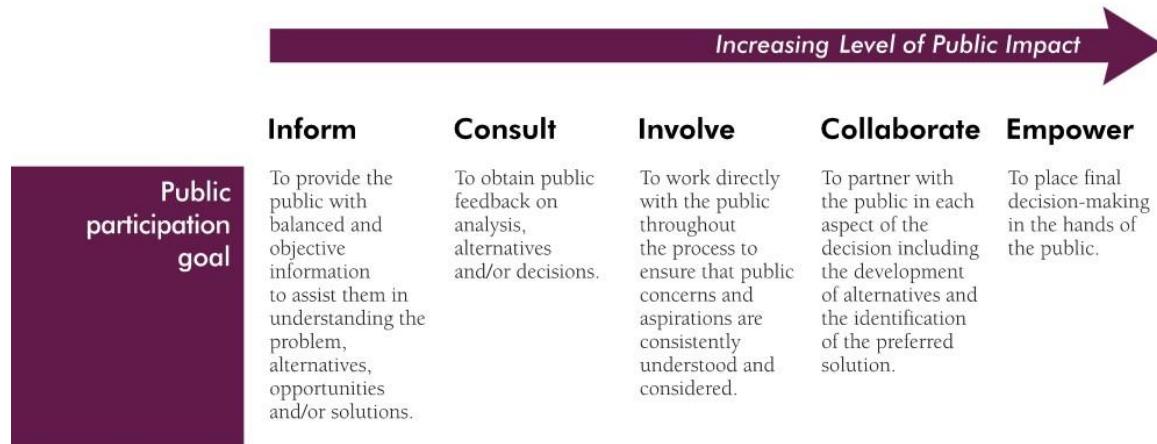 Increasing Level of Public Impact
Public
participation
goal
Inform
To provide the
public with
balanced and
objective
information
to assist them in
understanding the
problem,
alternatives,
opportunities
and/or solutions.
Consult
To obtain public
feedback on
analysis,
alternatives
and/or decisions.
Involve
To work directly
with the public
throughout
the process to
ensure that public
concerns and
aspirations are
consistently
understood and
considered.
Collaborate
To partner with
the public in each
aspect of the
decision including
the development
of alternatives and
the identification
of the preferred
solution.
Empower
To place final
decision-making
in the hands of
the public.